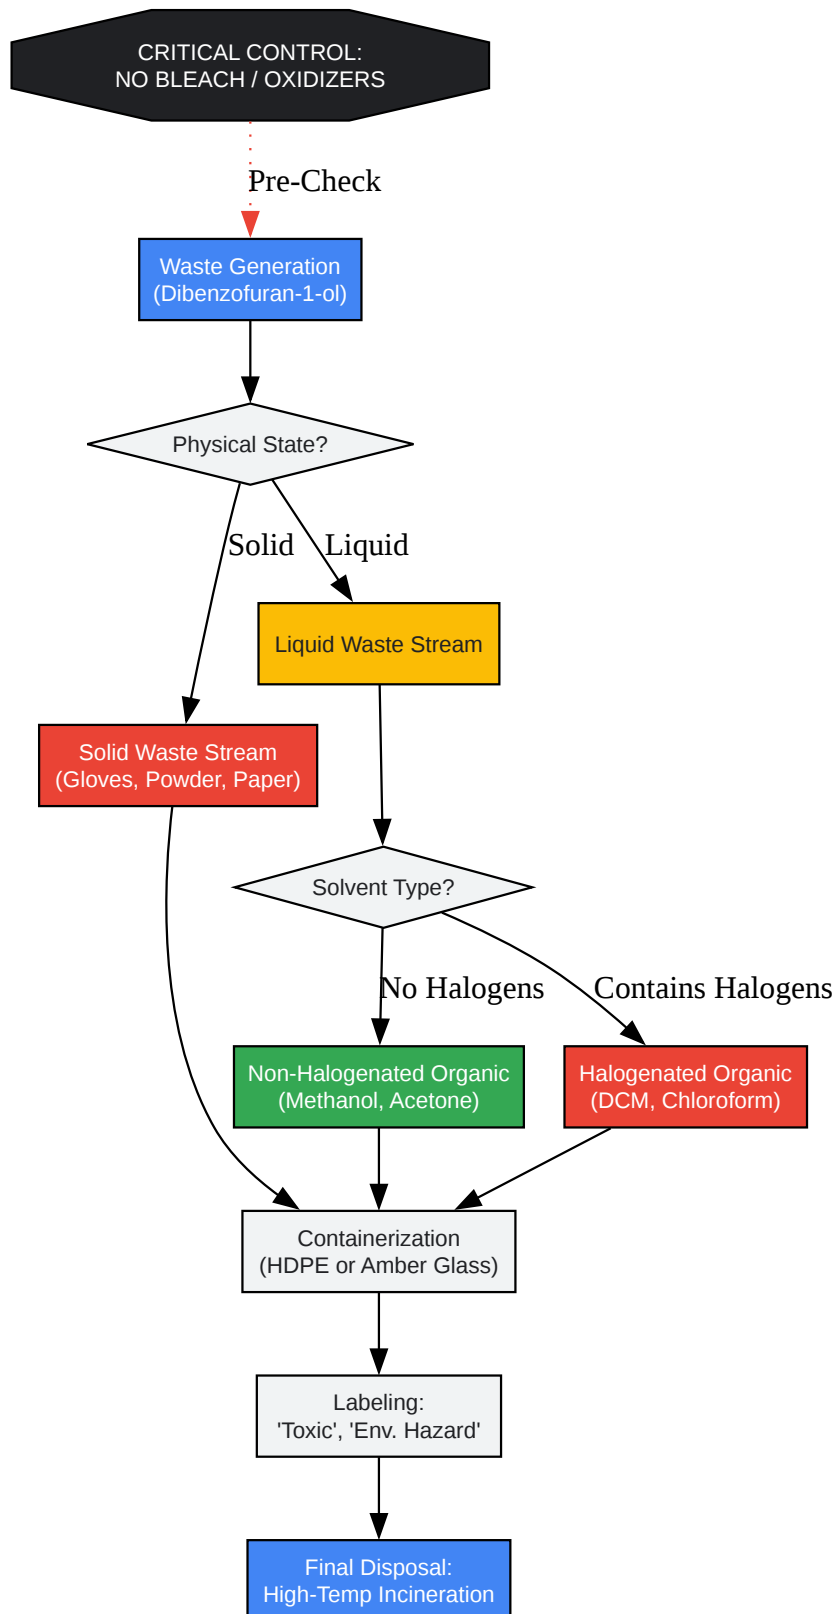 CRITICAL CONTROL:
NO BLEACH / OXIDIZERS
Pre-Check
Waste Generation
(Dibenzofuran-1-ol)
Physical State?
Solid
Liquid
Liquid Waste Stream
Solid Waste Stream
(Gloves, Powder, Paper)
Solvent Type?
No Halogens
Contains Halogens
Non-Halogenated Organic
(Methanol, Acetone)
Halogenated Organic
(DCM, Chloroform)
Containerization
(HDPE or Amber Glass)
Labeling:
'Toxic', 'Env. Hazard'
Final Disposal:
High-Temp Incineration